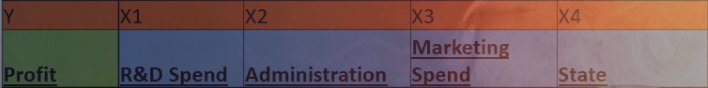 Y X1 X2 X3 X4
Profit R&D Spend Administration Marketing Spend State